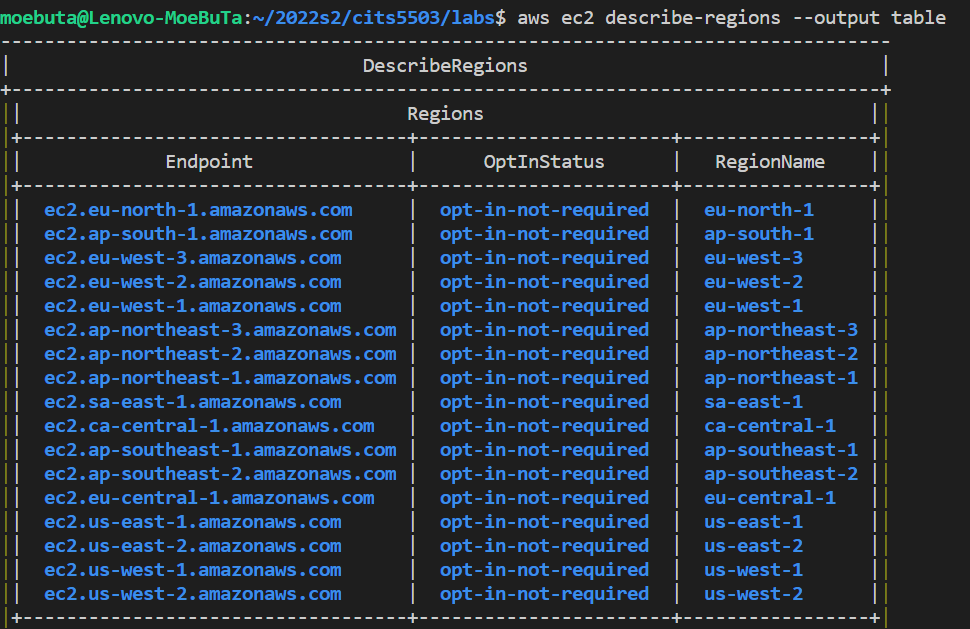 moebuta@Lenovo-MoeBuTa:~/2022s2/cits5503/labs$ aws ec2 describe-regions --output table
---------------------------------------------------------------------------------
|                                DescribeRegions                                |
+-------------------------------------------------------------------------------+
||                                   Regions                                   ||
|+-----------------------------------+-----------------------+-----------------+|
||             Endpoint              |      OptInStatus      |   RegionName    ||
|+-----------------------------------+-----------------------+-----------------+|
||  ec2.eu-north-1.amazonaws.com     |  opt-in-not-required  |  eu-north-1     ||
||  ec2.ap-south-1.amazonaws.com     |  opt-in-not-required  |  ap-south-1     ||
||  ec2.eu-west-3.amazonaws.com      |  opt-in-not-required  |  eu-west-3      ||
||  ec2.eu-west-2.amazonaws.com      |  opt-in-not-required  |  eu-west-2      ||
||  ec2.eu-west-1.amazonaws.com      |  opt-in-not-required  |  eu-west-1      ||
||  ec2.ap-northeast-3.amazonaws.com |  opt-in-not-required  |  ap-northeast-3 ||
||  ec2.ap-northeast-2.amazonaws.com |  opt-in-not-required  |  ap-northeast-2 ||
||  ec2.ap-northeast-1.amazonaws.com |  opt-in-not-required  |  ap-northeast-1 ||
||  ec2.sa-east-1.amazonaws.com      |  opt-in-not-required  |  sa-east-1      ||
||  ec2.ca-central-1.amazonaws.com   |  opt-in-not-required  |  ca-central-1   ||
||  ec2.ap-southeast-1.amazonaws.com |  opt-in-not-required  |  ap-southeast-1 ||
||  ec2.ap-southeast-2.amazonaws.com |  opt-in-not-required  |  ap-southeast-2 ||
||  ec2.eu-central-1.amazonaws.com   |  opt-in-not-required  |  eu-central-1   ||
||  ec2.us-east-1.amazonaws.com      |  opt-in-not-required  |  us-east-1      ||
||  ec2.us-east-2.amazonaws.com      |  opt-in-not-required  |  us-east-2      ||
||  ec2.us-west-1.amazonaws.com      |  opt-in-not-required  |  us-west-1      ||
||  ec2.us-west-2.amazonaws.com      |  opt-in-not-required  |  us-west-2      ||
|+-----------------------------------+-----------------------+-----------------+|